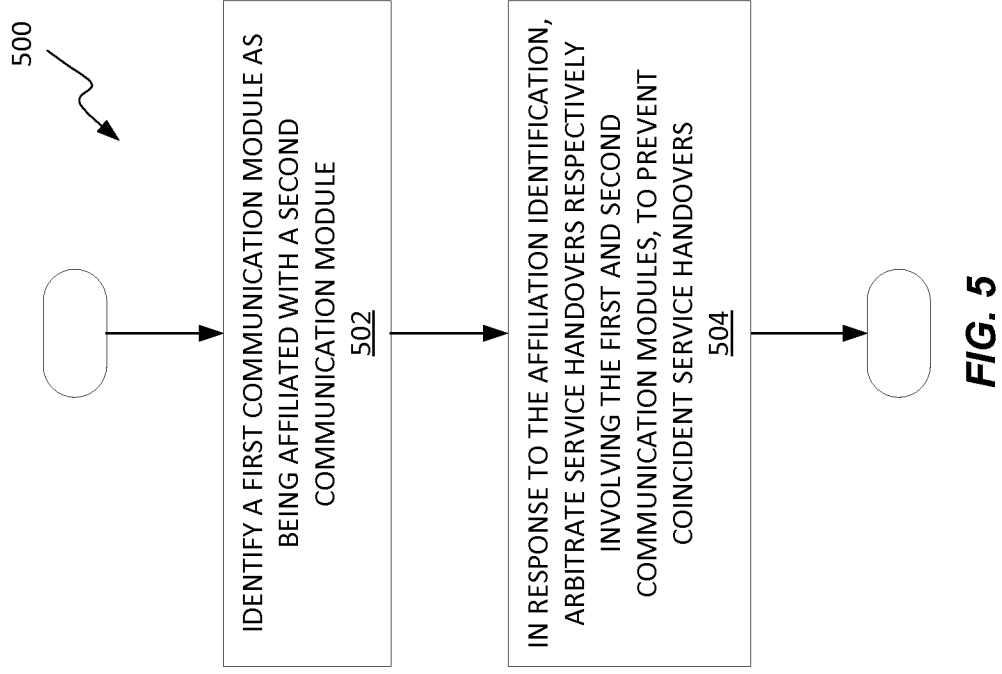 500
IDENTIFY A FIRST COMMUNICATION MODULE AS
BEING AFFILIATED WITH A SECOND
COMMUNICATION MODULE
502
IN RESPONSE TO THE AFFILIATION IDENTIFICATION,
ARBITRATE SERVICE HANDOVERS RESPECTIVELY
INVOLVING THE FIRST AND SECOND
COMMUNICATION MODULES, TO PREVENT
COINCIDENT SERVICE HANDOVERS
504
FIG. 5